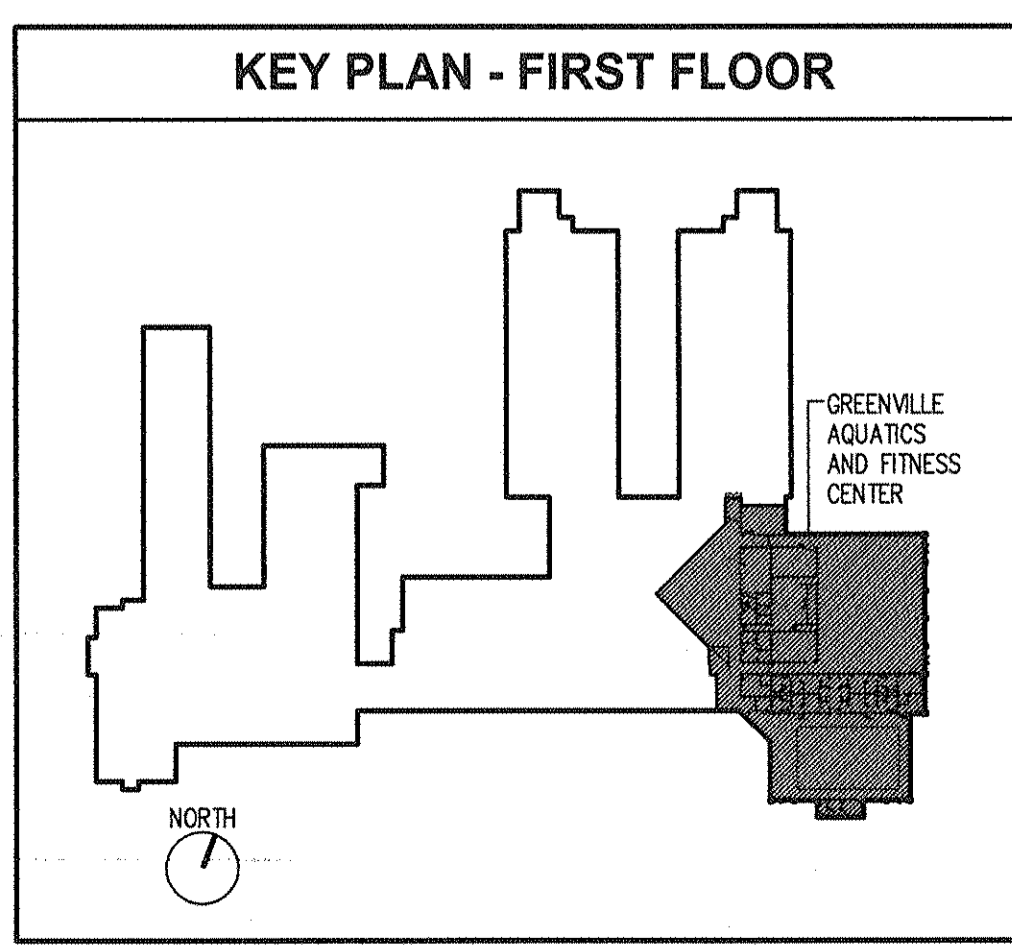 KEY PLAN - FIRST FLOOR
GREENVILLE
AQUATICS
AND FITNESS
CENTER
NORTH